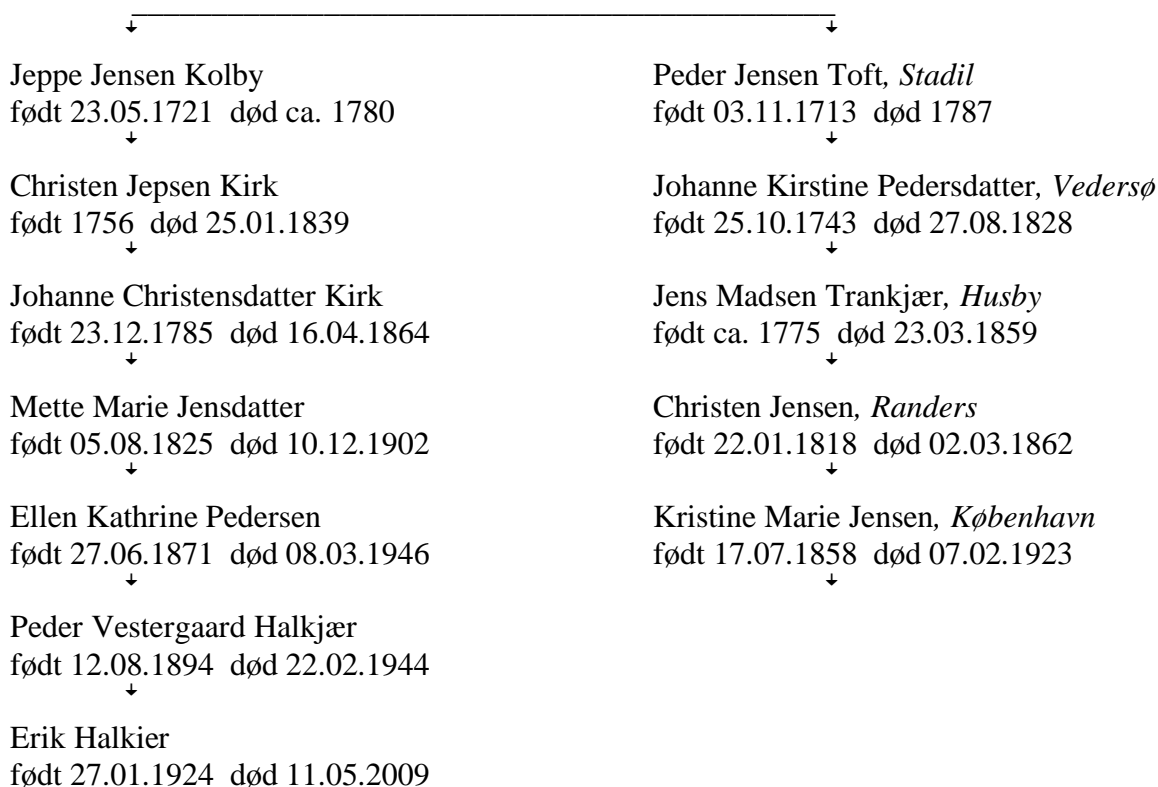 Jeppe Jensen Kolby
født 23.05.1721 død ca. 1780
Christen Jepsen Kirk
født 1756 død 25.01.1839
Johanne Christensdatter Kirk
født 23.12.1785 død 16.04.1864
Mette Marie Jensdatter
født 05.08.1825 død 10.12.1902
Ellen Kathrine Pedersen
født 27.06.1871 død 08.03.1946
Peder Vestergaard Halkjær
født 12.08.1894 død 22.02.1944
Erik Halkier
født 27.01.1924 død 11.05.2009
Peder Jensen Toft, Stadil
født 03.11.1713 død 1787
Johanne Kirstine Pedersdatter, Vedersø
født 25.10.1743 død 27.08.1828
Jens Madsen Trankjær, Husby
født ca. 1775 død 23.03.1859
Christen Jensen, Randers
født 22.01.1818 død 02.03.1862
Kristine Marie Jensen, København
født 17.07.1858 død 07.02.1923